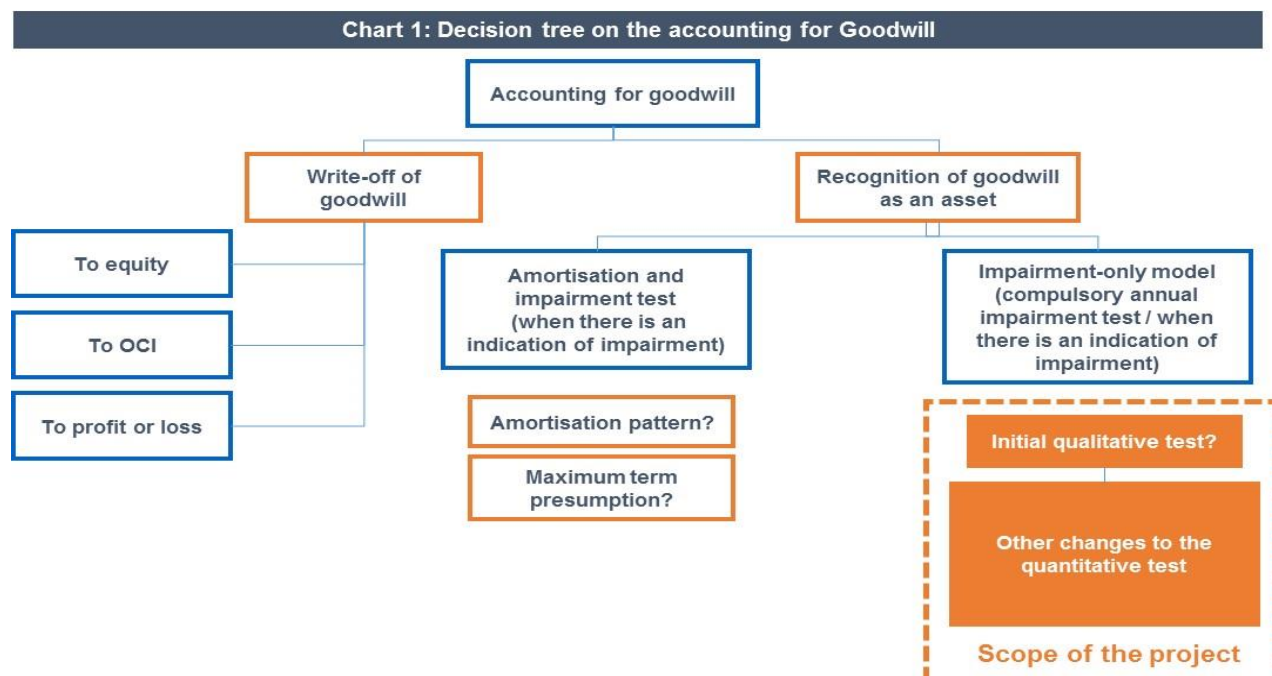 Chart 1: Decision tree on the accounting for Goodwill
Accounting for goodwill
Write-off of
goodwill
Recognition of goodwill
as an asset
To equity
To OCI
To profit or loss
Amortisation and
impairment test
(when there is an
indication of impairment)
Amortisation pattern?
Maximum term
presumption?
Impairment-only model
(compulsory annual
impairment test / when
there is an indication of
impairment)
Initial qualitative test?
Other changes to the
quantitative test
Scope of the project